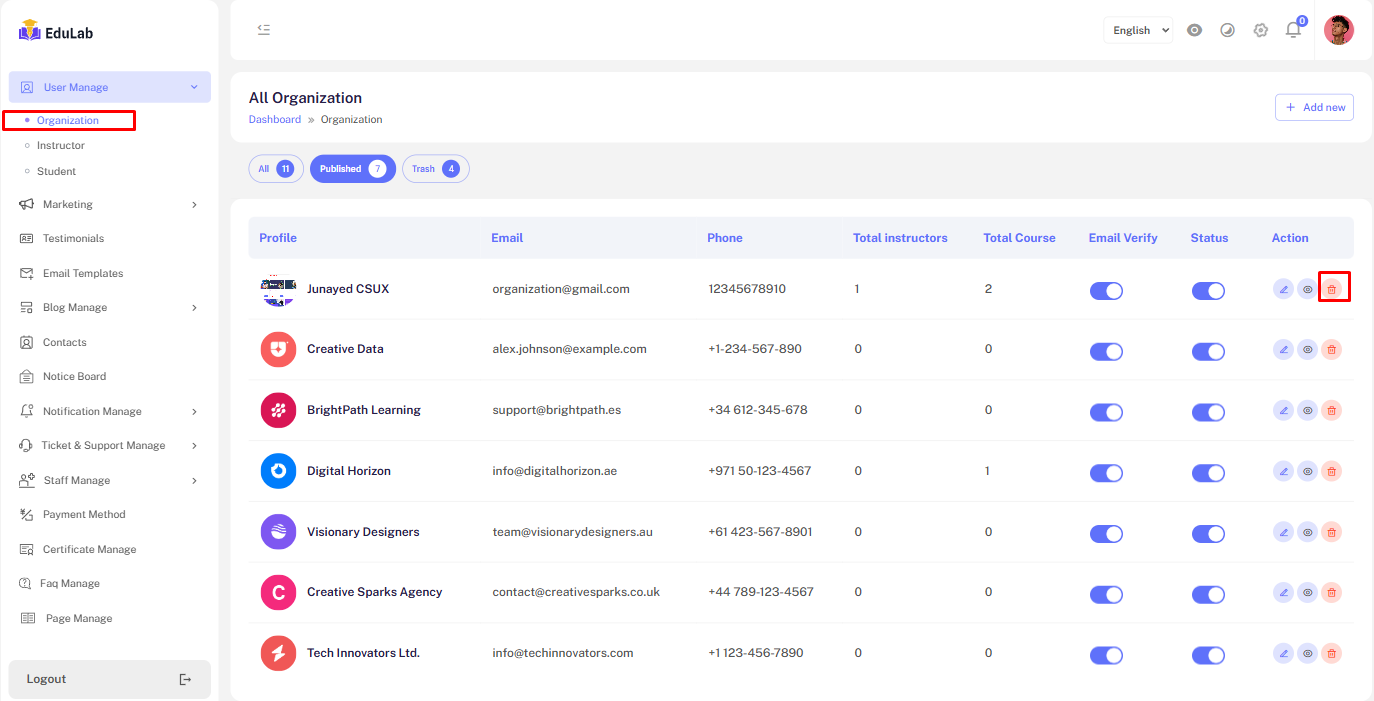 EduLab
English
0
User Manage
Organization
Instructor
Student
Marketing
Testimonials
Email Templates
Blog Manage
Contacts
Notice Board
Notification Manage
Ticket & Support Manage
Staff Manage
Payment Method
Certificate Manage
Faq Manage
Page Manage
Logout
All Organization
Dashboard » Organization
+ Add new
All 11 Published 7 Trash 4
Profile Email Phone Total instructors Total Course Email Verify Status Action
Junayed CSUX organization@gmail.com 12345678910 1 2
Creative Data alex.johnson@example.com +1-234-567-890 0 0
BrightPath Learning support@brightpath.es +34 612-345-678 0 0
Digital Horizon info@digitalhorizon.ae +971 50-123-4567 0 1
Visionary Designers team@visionarydesigners.au +61 423-567-8901 0 0
C Creative Sparks Agency contact@creativesparks.co.uk +44 789-123-4567 0 0
Tech Innovators Ltd. info@techinnovators.com +1 123-456-7890 0 0